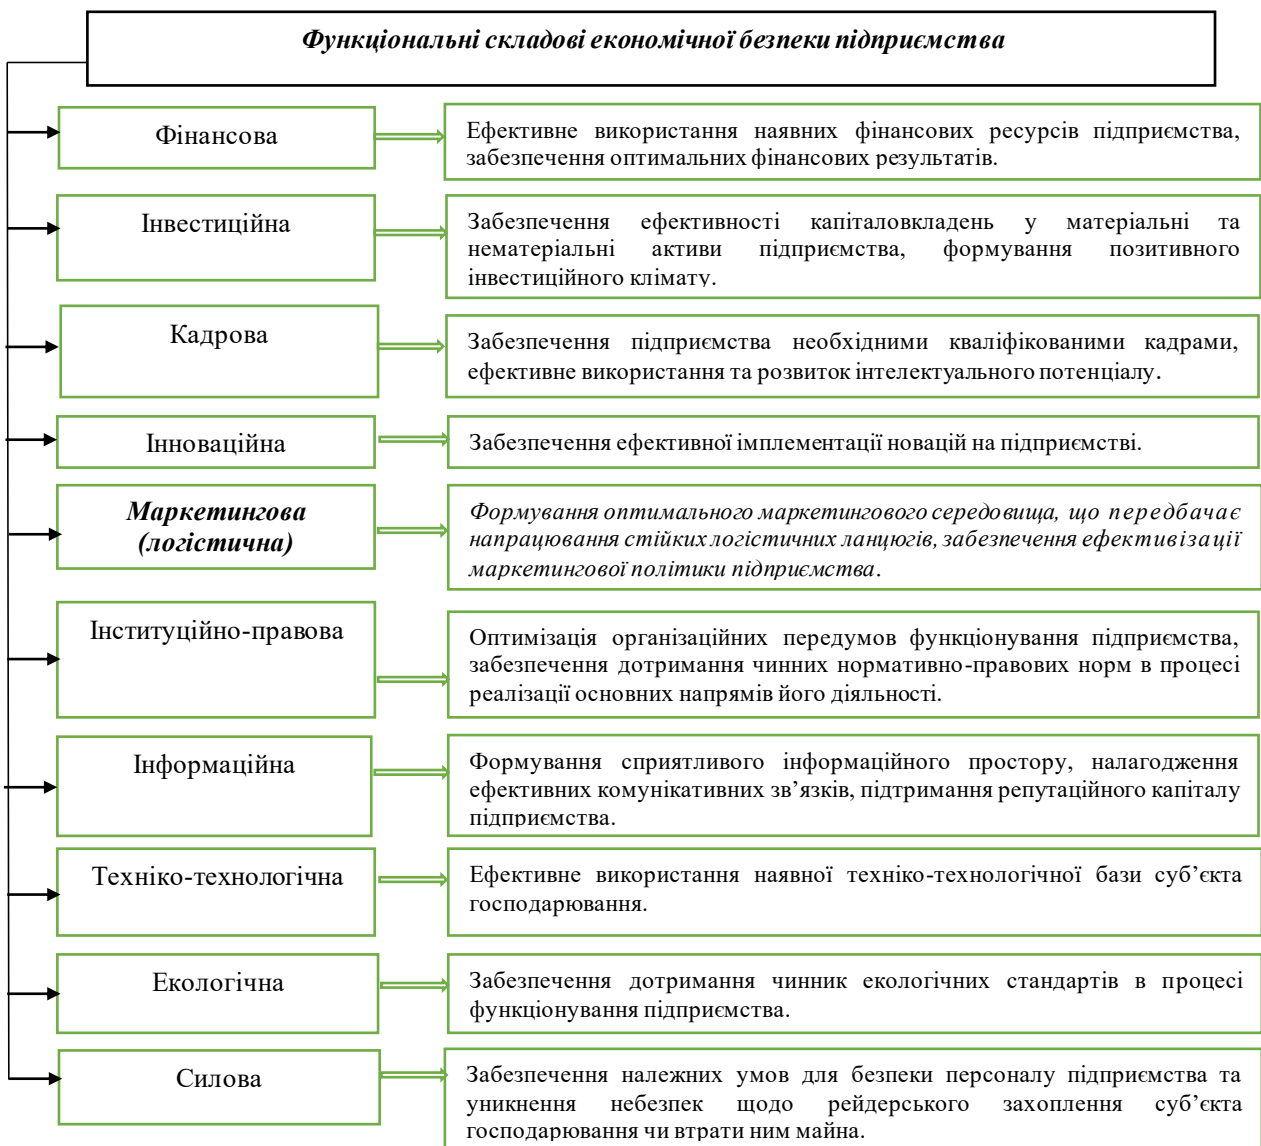 Функціональні складові економічної безпеки підприємства
Фінансова
Ефективне використання наявних фінансових ресурсів підприємства,
забезпечення оптимальних фінансових результатів.
Інвестиційна
Забезпечення ефективності капіталовкладень у матеріальні та
нематеріальні активи підприємства, формування позитивного
інвестиційного клімату.
Кадрова
Забезпечення підприємства необхідними кваліфікованими кадрами,
ефективне використання та розвиток інтелектуального потенціалу.
Інноваційна
Забезпечення ефективної імплементації новацій на підприємстві.
Маркетингова
(логістична)
Формування оптимального маркетингового середовища, що передбачає
напрацювання стійких логістичних ланцюгів, забезпечення ефективізації
маркетингової політики підприємства.
Інституційно-правова
Оптимізація організаційних передумов функціонування підприємства,
забезпечення дотримання чинних нормативно-правових норм в процесі
реалізації основних напрямів його діяльності.
Інформаційна
Формування сприятливого інформаційного простору, налагодження
ефективних комунікативних зв’язків, підтримання репутаційного капіталу
підприємства.
Техніко-технологічна
Ефективне використання наявної техніко-технологічної бази суб’єкта
господарювання.
Екологічна
Забезпечення дотримання чинник екологічних стандартів в процесі
функціонування підприємства.
Силова
Забезпечення належних умов для безпеки персоналу підприємства та
уникнення небезпек щодо рейдерського захоплення суб’єкта
господарювання чи втрати ним майна.